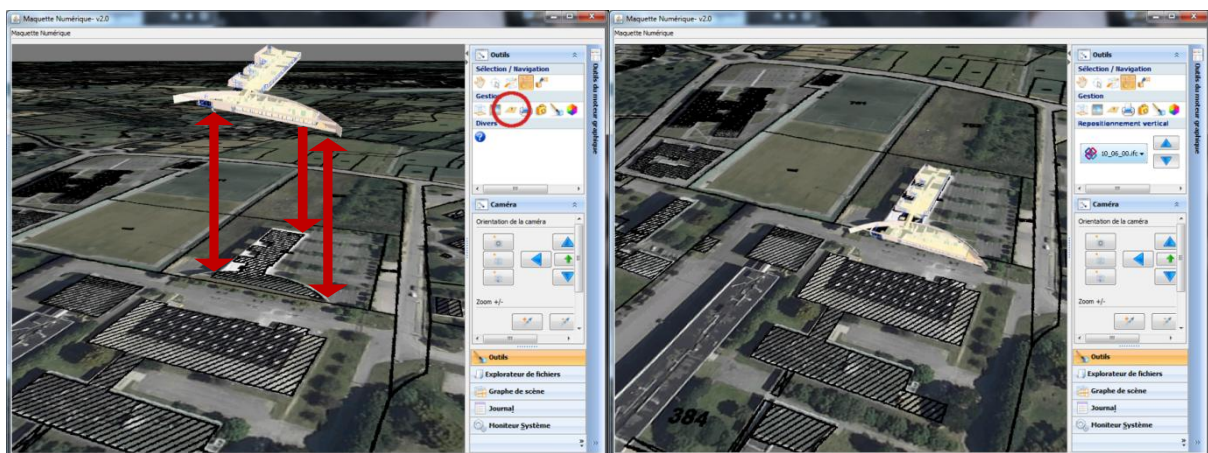 Maquette Numérique- v2.0
Maquette Numérique
Outils
Sélection / Navigation
Gestion
Divers
Caméra
Orientation de la caméra
Zoom +/-
Outils
Explorateur de fichiers
Graphe de scène
Journal
Moniteur Système
Outils du moteur graphique
Maquette Numérique- v2.0
Maquette Numérique
384
Outils
Sélection / Navigation
Gestion
Repositionnement vertical
10_06_00.ifc
Caméra
Orientation de la caméra
Zoom +/-
Outils
Explorateur de fichiers
Graphe de scène
Journal
Moniteur Système
Outils du moteur graphique